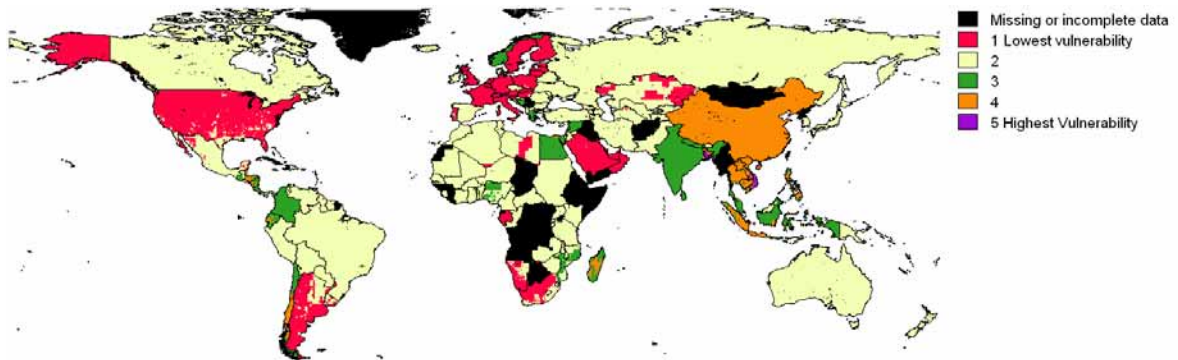 Missing or incomplete data
1 Lowest vulnerability
2
3
4
5 Highest Vulnerability